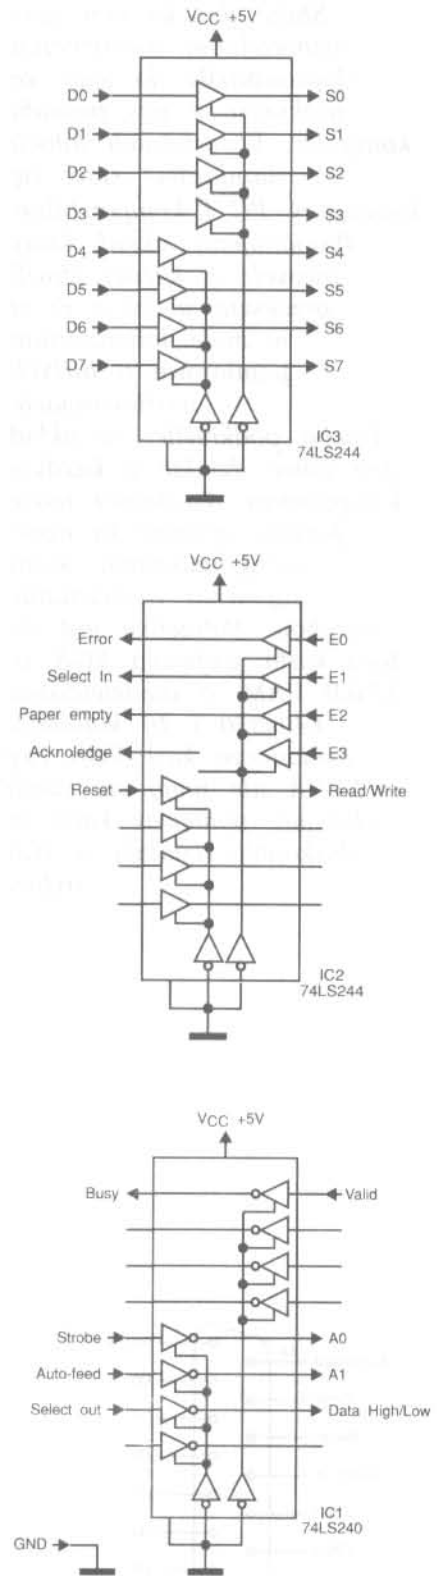 VCC +5V
D0 S0
D1 S1
D2 S2
D3 S3
D4 S4
D5 S5
D6 S6
D7 S7
IC3
74LS244
VCC +5V
Error E0
Select In E1
Paper empty E2
Acknoledge E3
Reset Read/Write
IC2
74LS244
VCC +5V
Busy Valid
Strobe A0
Auto-feed A1
Select out Data High/Low
IC1
74LS240
GND